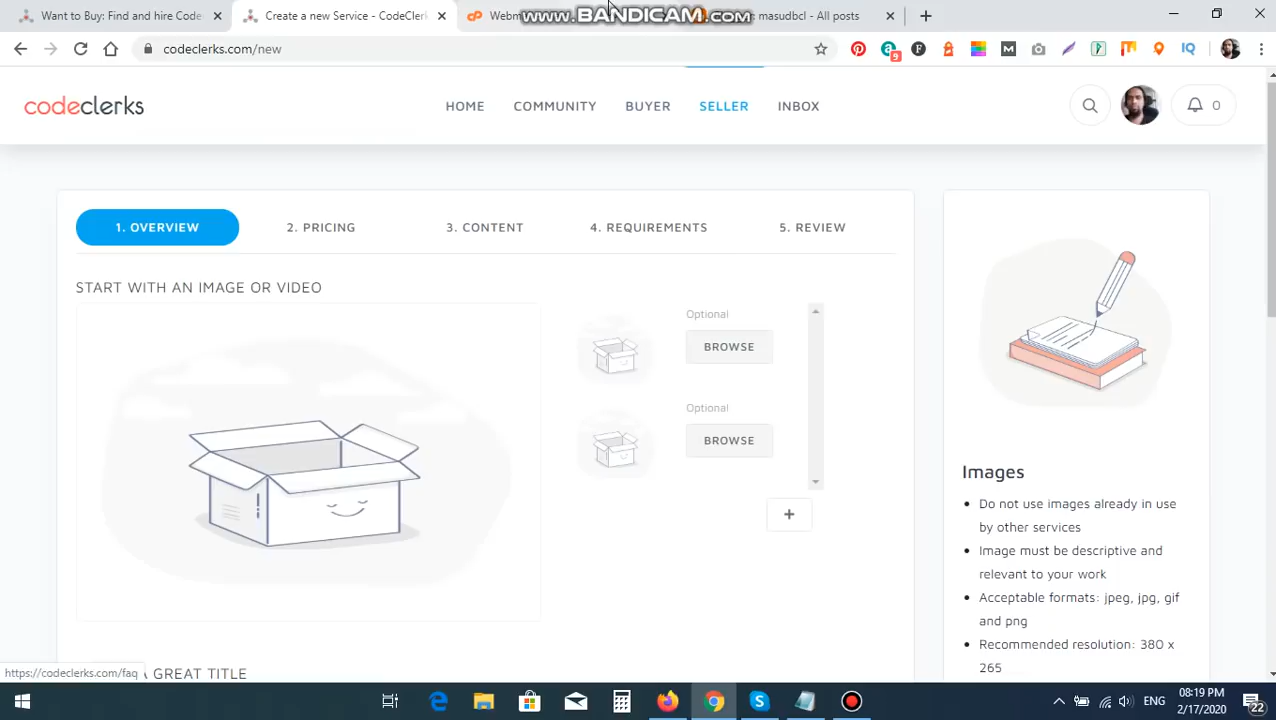 Want to Buy: Find and hire Code
Create a new Service - CodeClerk
Webm
www.BANDICAM.com
: masudbcl - All posts
codeclerks.com/new
9
IQ
codeclerks
HOME
COMMUNITY
BUYER
SELLER
INBOX
0
1. OVERVIEW
2. PRICING
3. CONTENT
4. REQUIREMENTS
5. REVIEW
START WITH AN IMAGE OR VIDEO
Optional
BROWSE
Optional
BROWSE
+
Images
Do not use images already in use
by other services
Image must be descriptive and
relevant to your work
Acceptable formats: jpeg, jpg, gif
and png
Recommended resolution: 380 x
265
https://codeclerks.com/faq
A GREAT TITLE
ENG
08:19 PM
2/17/2020
22